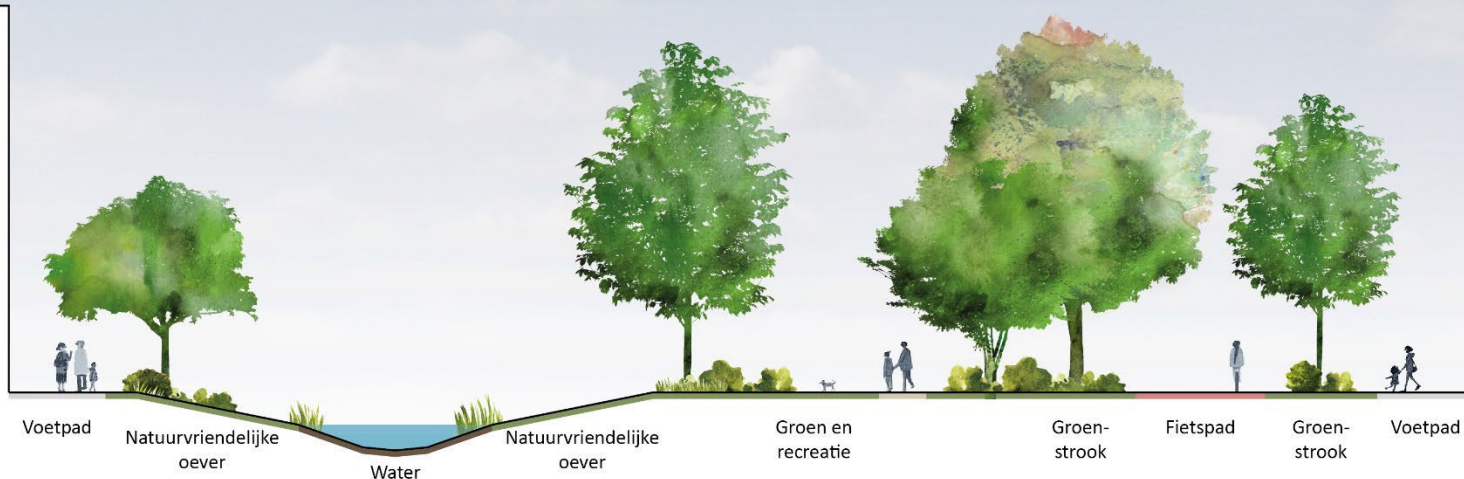 Voetpad
Natuurvriendelijke
oever
Water
Natuurvriendelijke
oever
Groen en
recreatie
Groen-
strook
Fietspad
Groen-
strook
Voetpad